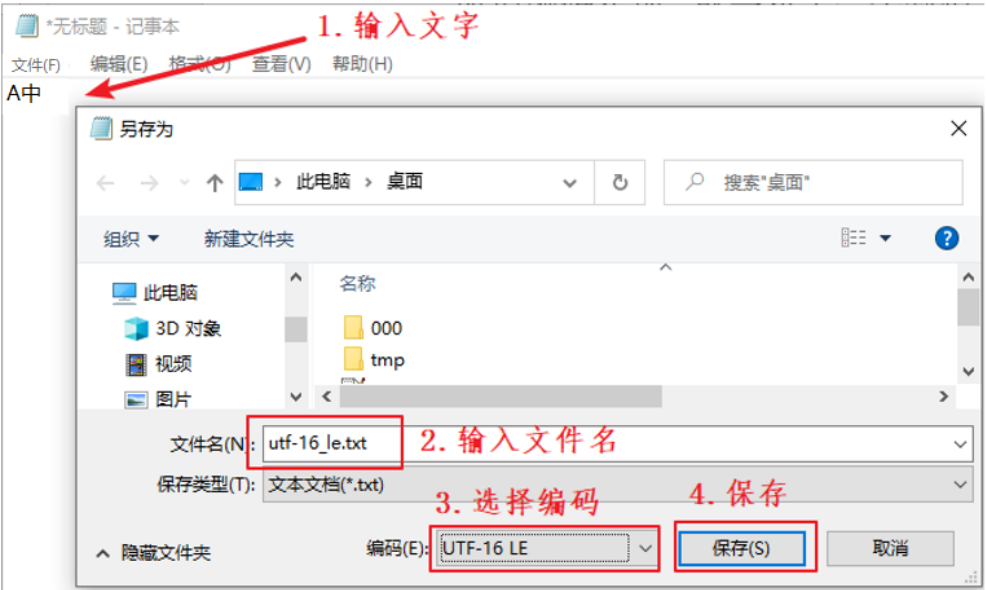 *无标题 - 记事本
1. 输入文字
文件(F) 编辑(E) 格式(O) 查看(V) 帮助(H)
A中
另存为
此电脑 › 桌面
搜索"桌面"
组织 新建文件夹
此电脑
3D 对象
视频
图片
名称
000
tmp
文件名(N): utf-16_le.txt 2. 输入文件名
保存类型(T): 文本文档(*.txt)
3. 选择编码 4. 保存
隐藏文件夹 编码(E): UTF-16 LE 保存(S) 取消